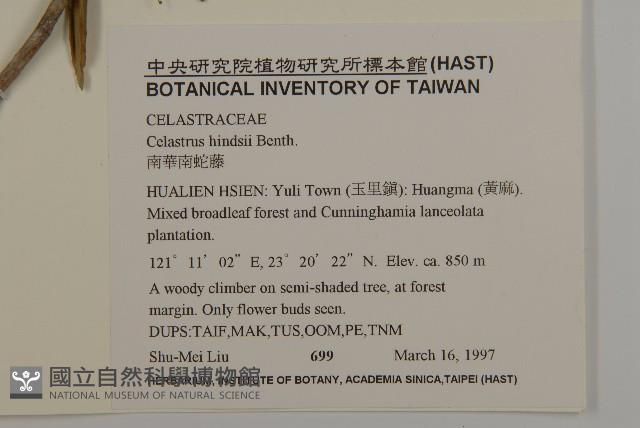 中央研究院植物研究所標本館(HAST)
BOTANICAL INVENTORY OF TAIWAN
CELASTRACEAE
Celastrus hindsii Benth.
南華南蛇藤
HUALIEN HSIEN: Yuli Town (玉里鎭): Huangma (黃麻).
Mixed broadleaf forest and Cunninghamia lanceolata
plantation.
121° 11′ 02″ E, 23° 20′ 22″ N. Elev. ca. 850 m
A woody climber on semi-shaded tree, at forest
margin. Only flower buds seen.
DUPS:TAIF,MAK,TUS,OOM,PE,TNM
Shu-Mei Liu 699 March 16, 1997
HERBARIUM, INSTITUTE OF BOTANY, ACADEMIA SINICA,TAIPEI (HAST)
國立自然科學博物館
NATIONAL MUSEUM OF NATURAL SCIENCE